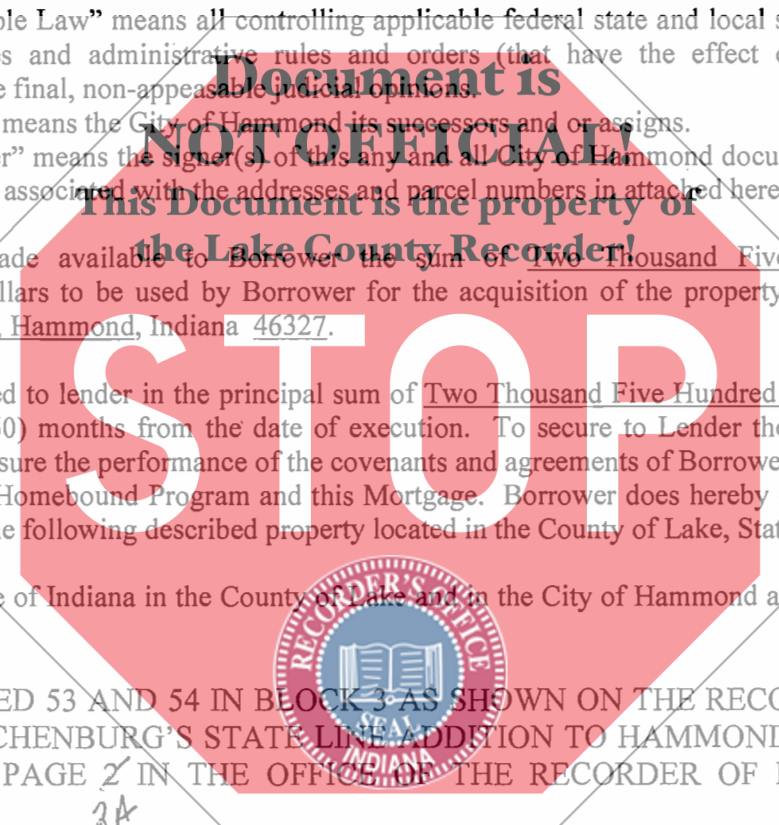 ble Law” means all controlling applicable federal state and local s
s and administrative rules and orders (that have the effect
e final, non-appeasable judicial opinions.
means the City of Hammond its successors and or assigns.
er” means the signer(s) of this any and all City of Hammond docu
associated with the addresses and parcel numbers in attached here
Document is
NOT OFFICIAL!
This Document is the property of
the Lake County Recorder!
ade available to Borrower the sum of Two Thousand Five
llars to be used by Borrower for the acquisition of the property
, Hammond, Indiana 46327.
STOP
ed to lender in the principal sum of Two Thousand Five Hundred
60) months from the date of execution. To secure to Lender the
sure the performance of the covenants and agreements of Borrowe
Homebound Program and this Mortgage. Borrower does hereby
e following described property located in the County of Lake, Stat
e of Indiana in the County of Lake and in the City of Hammond a
RECORDER'S OFFICE
SEAL
INDIANA
ED 53 AND 54 IN BLOCK 3 AS SHOWN ON THE RECO
CHENBURG'S STATE LINE ADDITION TO HAMMOND
PAGE 2 IN THE OFFICE OF THE RECORDER OF
3A